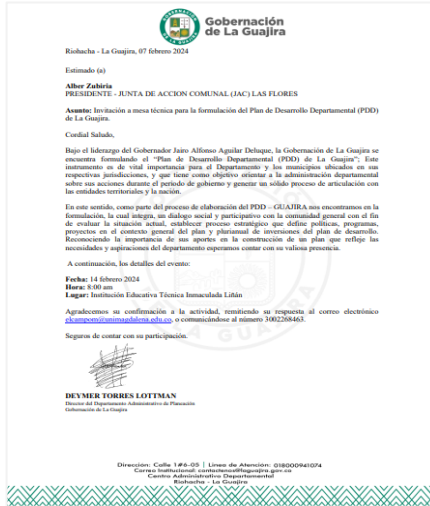 Gobernación
de La Guajira
Riohacha - La Guajira, 07 febrero 2024
Estimado (a)
Alber Zubiria
PRESIDENTE - JUNTA DE ACCION COMUNAL (JAC) LAS FLORES
Asunto: Invitación a mesa técnica para la formulación del Plan de Desarrollo Departamental (PDD)
de La Guajira.
Cordial Saludo,
Bajo el liderazgo del Gobernador Jairo Alfonso Aguilar Deluque, la Gobernación de La Guajira se
encuentra formulando el "Plan de Desarrollo Departamental (PDD) de La Guajira"; Este
instrumento es de vital importancia para el Departamento y los municipios ubicados en sus
respectivas jurisdicciones, y que tiene como objetivo orientar a la administración departamental
sobre sus acciones durante el periodo de gobierno y generar un sólido proceso de articulación con
las entidades territoriales y la nación.
En este sentido, como parte del proceso de elaboración del PDD – GUAJIRA nos encontramos en la
formulación, la cual integra, un dialogo social y participativo con la comunidad general con el fin
de evaluar la situación actual, establecer proceso estratégico que define políticas, programas,
proyectos en el contexto general del plan y plurianual de inversiones del plan de desarrollo.
Reconociendo la importancia de sus aportes en la construcción de un plan que refleje las
necesidades y aspiraciones del departamento esperamos contar con su valiosa presencia.
A continuación, los detalles del evento:
Fecha: 14 febrero 2024
Hora: 8:00 am
Lugar: Institución Educativa Técnica Inmaculada Liñán
Agradecemos su confirmación a la actividad, remitiendo su respuesta al correo electrónico
elcampom@unimagdalena.edu.co, o comunicándose al número 3002268463.
Seguros de contar con su participación.
DEYMER TORRES LOTTMAN
Director del Departamento Administrativo de Planeación
Gobernación de La Guajira
Dirección: Calle 1#6-05 | Línea de Atención: 018000941074
Correo Institucional: contactenos@laguajira.gov.co
Centro Administrativo Departamental
Riohacha - La Guajira